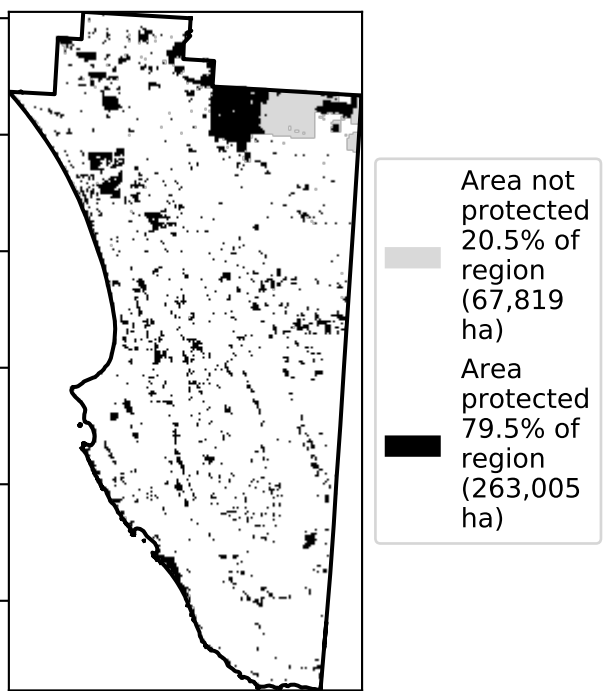 Area not
protected
20.5% of
region
(67,819
ha)
Area
protected
79.5% of
region
(263,005
ha)